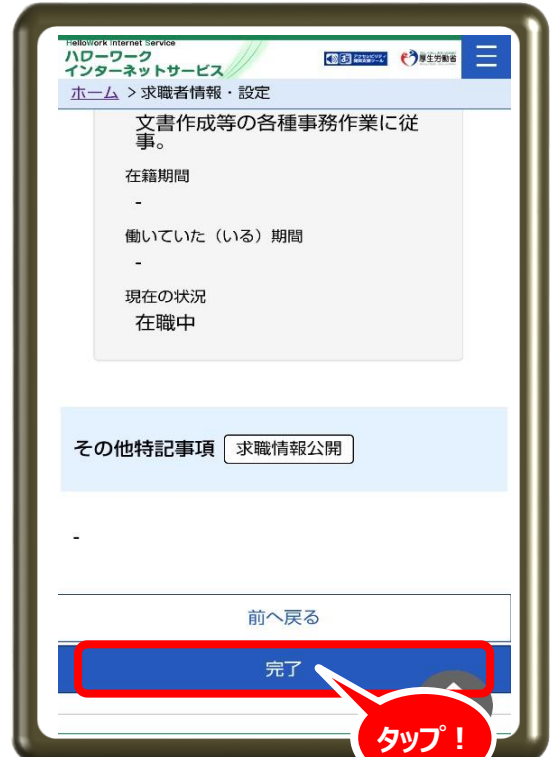 HelloWork Internet Service
ハローワーク
インターネットサービス
厚生労働省
ホーム > 求職者情報・設定
文書作成等の各種事務作業に従
事。
在籍期間
-
働いていた（いる）期間
-
現在の状況
在職中
その他特記事項 求職情報公開
-
前へ戻る
完了
タップ！